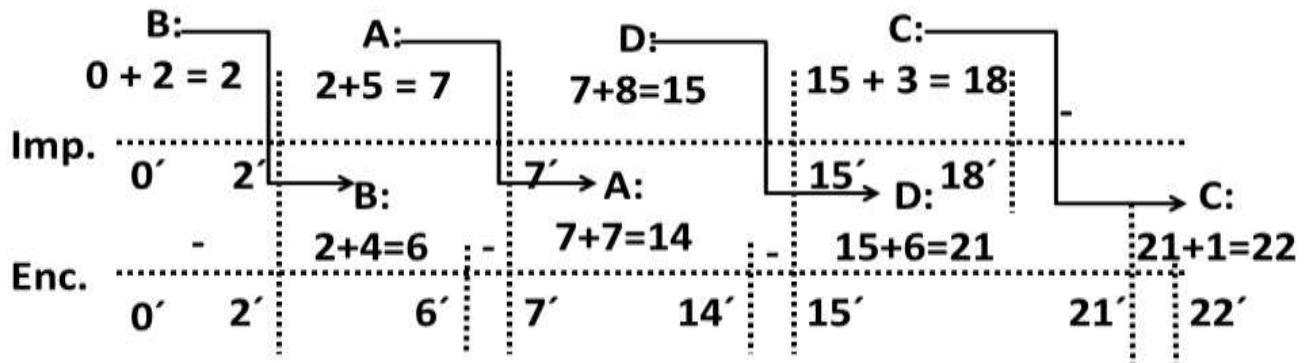 B: A: D: C:
0 + 2 = 2 2+5 = 7 7+8=15 15 + 3 = 18
-
Imp.
0´ 2´ 7´ 15´ 18´
B: A: D: C:
- 2+4=6 - 7+7=14 - 15+6=21 21+1=22
Enc.
0´ 2´ 6´ 7´ 14´ 15´ 21´ 22´